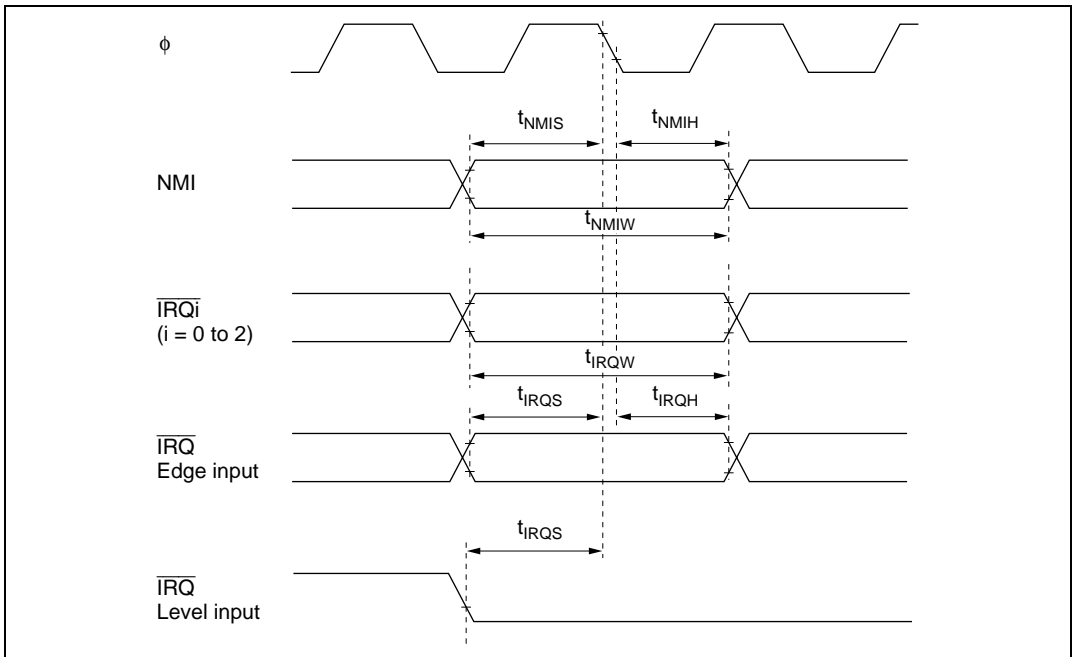 ϕ
tNMIS tNMIH
NMI
tNMIW
IRQi
(i = 0 to 2)
tIRQW
tIRQS tIRQH
IRQ
Edge input
tIRQS
IRQ
Level input